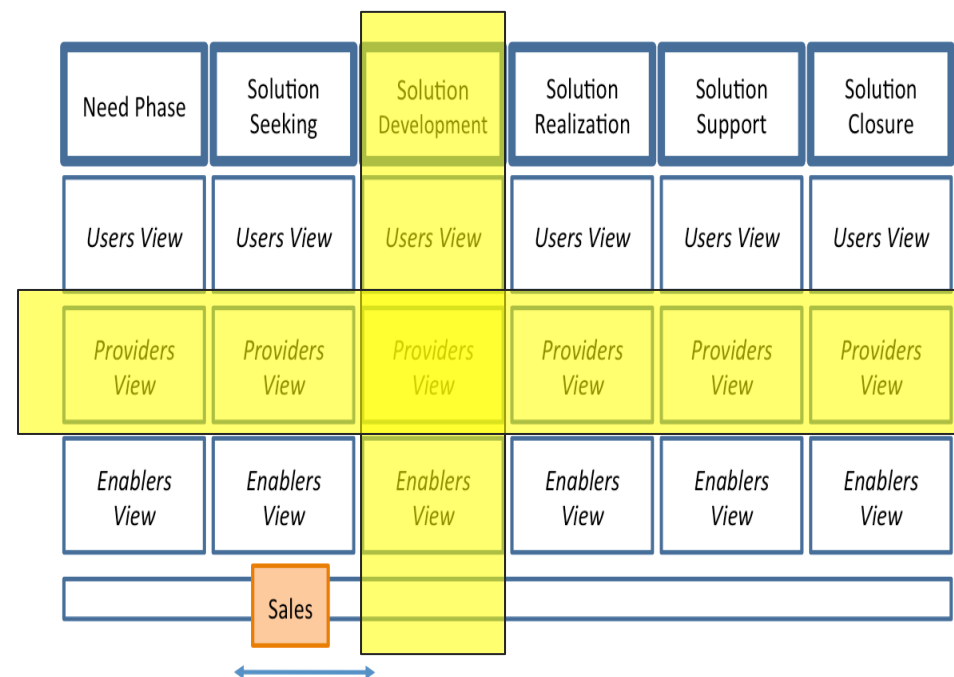 Need Phase
Solution
Seeking
Solution
Development
Solution
Realization
Solution
Support
Solution
Closure
Users View
Users View
Users View
Users View
Users View
Users View
Providers
View
Providers
View
Providers
View
Providers
View
Providers
View
Providers
View
Enablers
View
Enablers
View
Enablers
View
Enablers
View
Enablers
View
Enablers
View
Sales